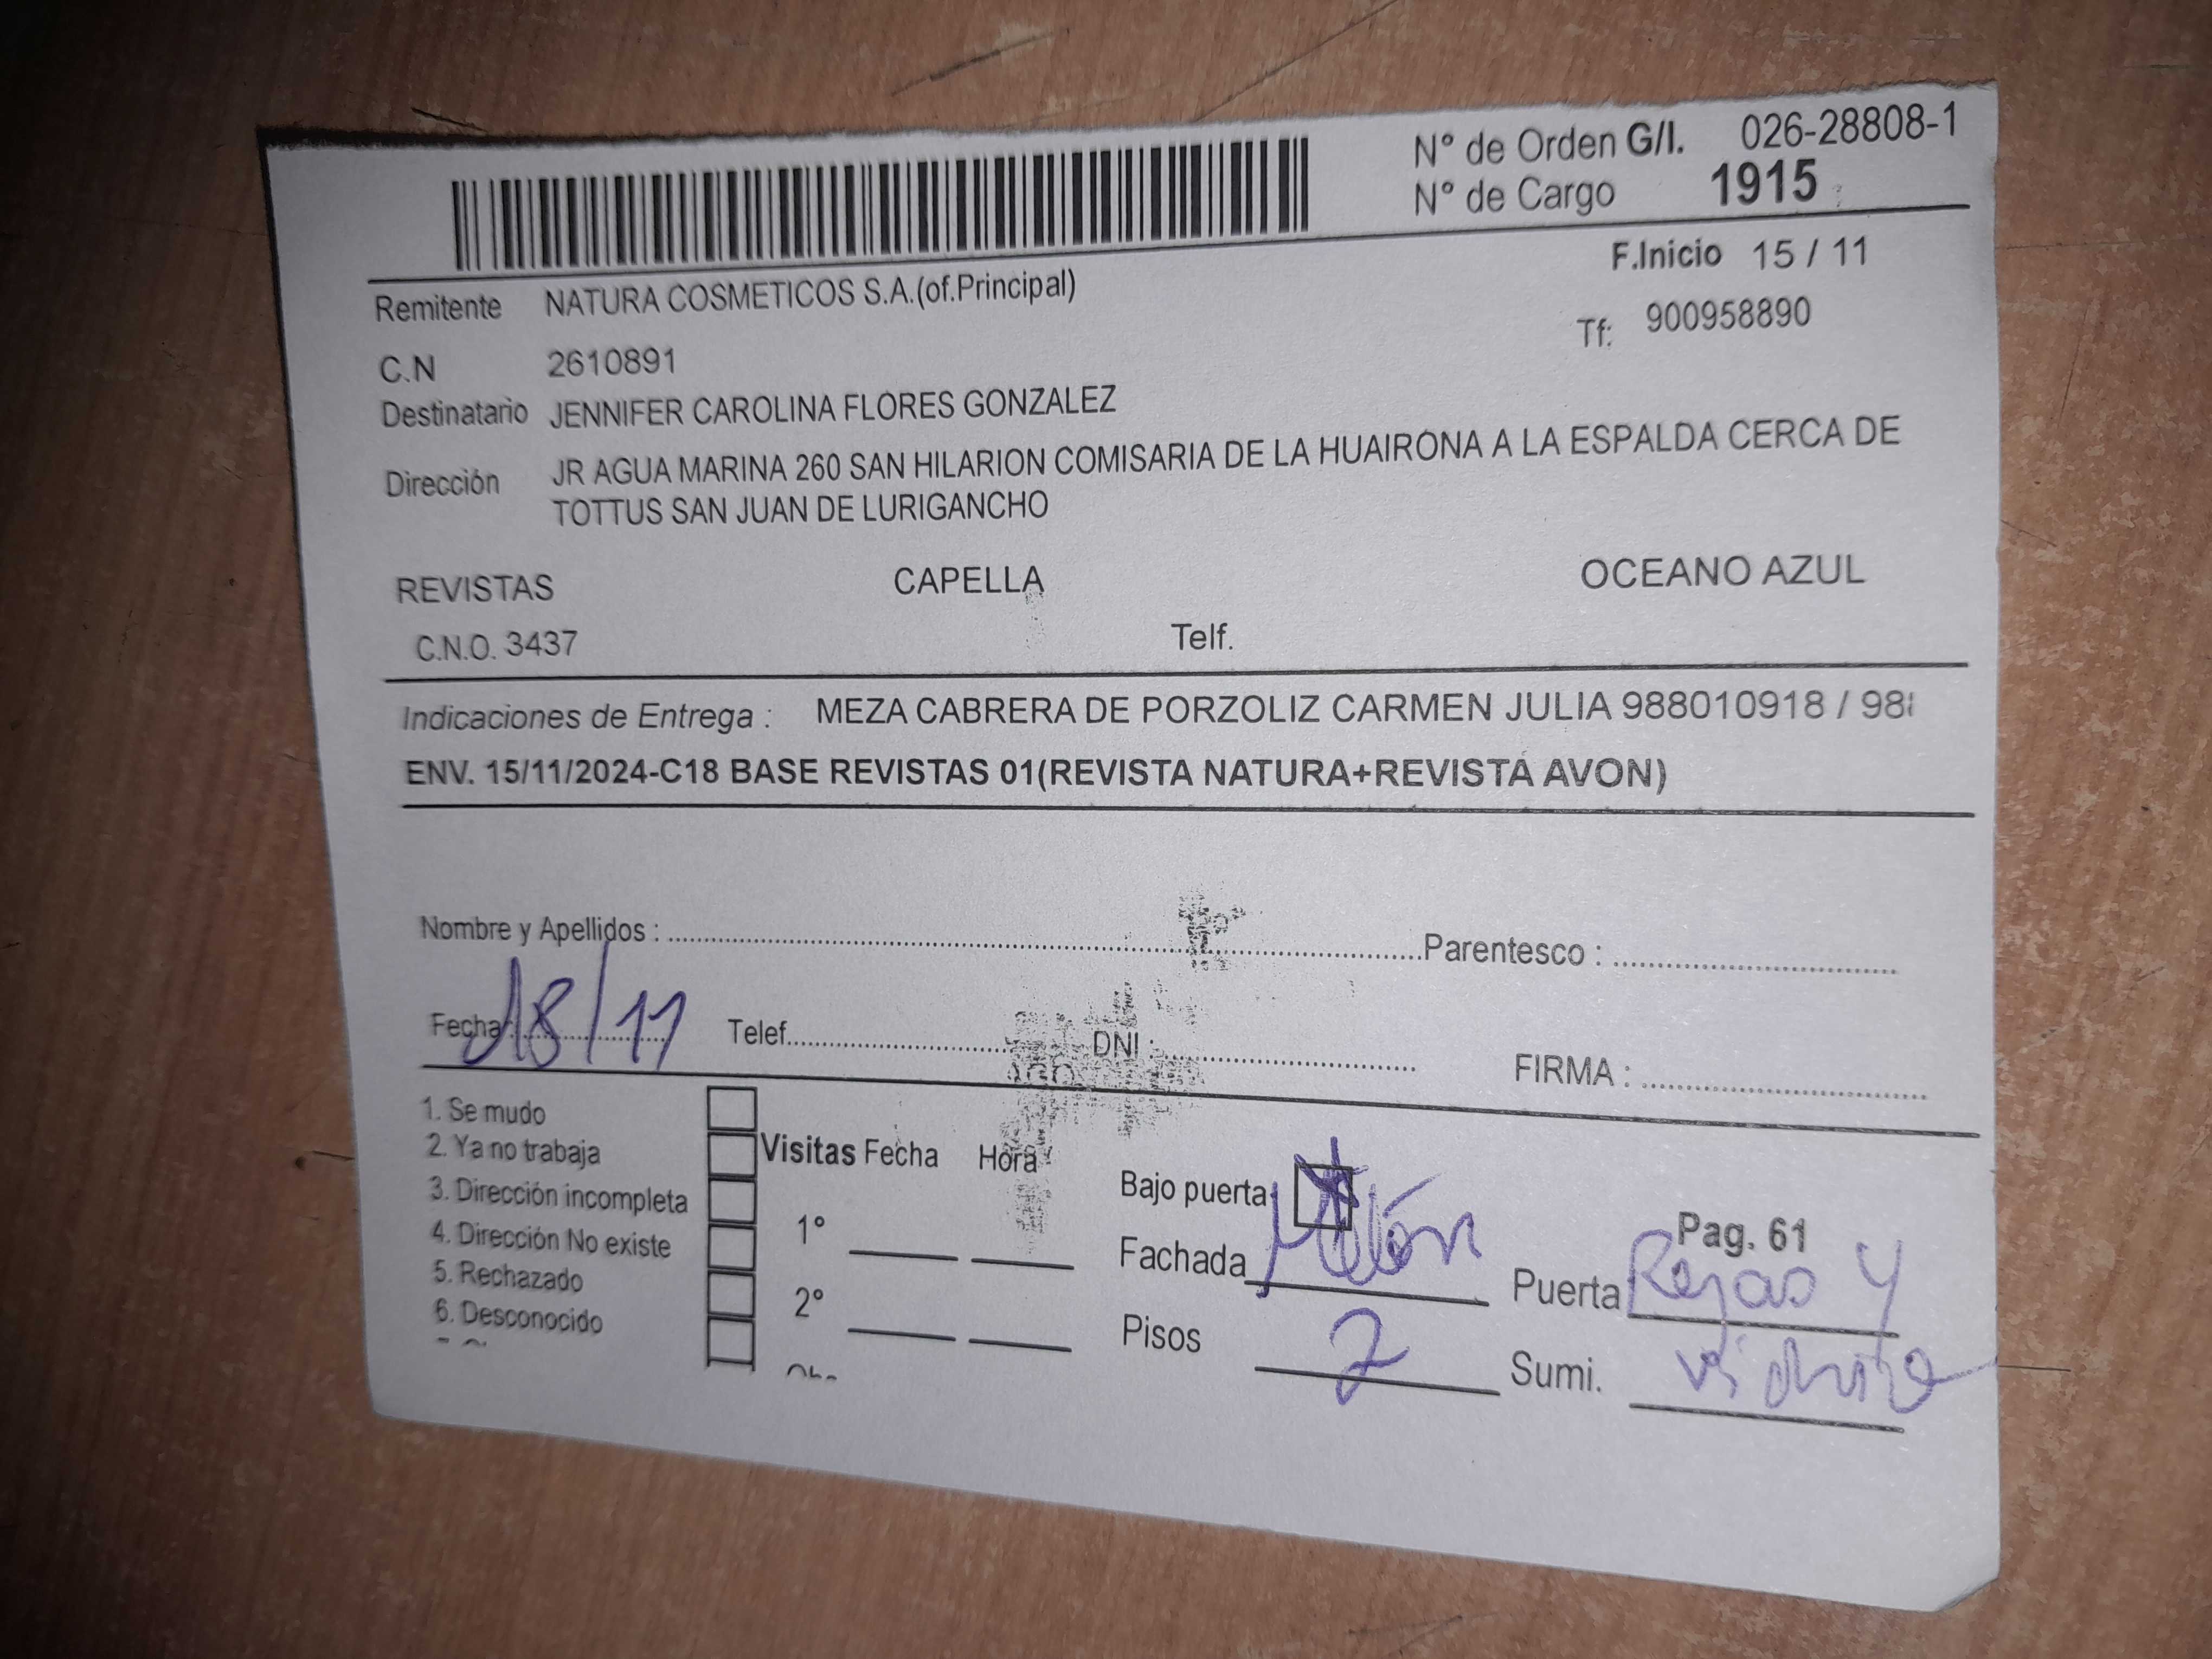 N° de Orden G/I. 026-28808-1
N° de Cargo 1915
F.Inicio 15 / 11
Remitente NATURA COSMETICOS S.A.(of.Principal)
Tf: 900958890
C.N 2610891
Destinatario JENNIFER CAROLINA FLORES GONZALEZ
Dirección JR AGUA MARINA 260 SAN HILARION COMISARIA DE LA HUAIRONA A LA ESPALDA CERCA DE
TOTTUS SAN JUAN DE LURIGANCHO
REVISTAS CAPELLA OCEANO AZUL
C.N.O. 3437 Telf.
Indicaciones de Entrega : MEZA CABRERA DE PORZOLIZ CARMEN JULIA 988010918 / 98
ENV. 15/11/2024-C18 BASE REVISTAS 01(REVISTA NATURA+REVISTA AVON)
Nombre y Apellidos : Parentesco :
Fecha: 18/11 Telef. DNI : FIRMA :
1. Se mudo
2. Ya no trabaja
3. Dirección incompleta
4. Dirección No existe
5. Rechazado
6. Desconocido
Visitas Fecha Hora
1°
2°
Bajo puerta
Pag. 61
Fachada Puerta Rejas y
Pisos 2 Sumi. vidrio